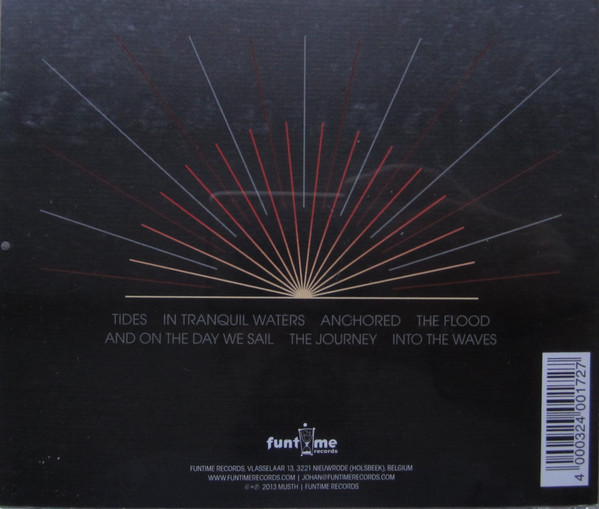 TIDES IN TRANQUIL WATERS ANCHORED THE FLOOD
AND ON THE DAY WE SAIL THE JOURNEY INTO THE WAVES
funtime
records
FUNTIME RECORDS, VLASSELAAR 13, 3221 NIEUWRODE (HOLSBEEK), BELGIUM
WWW.FUNTIMERECORDS.COM | JOHAN@FUNTIMERECORDS.COM
©+℗ 2013 MUSTH | FUNTIME RECORDS
4 000324 001727